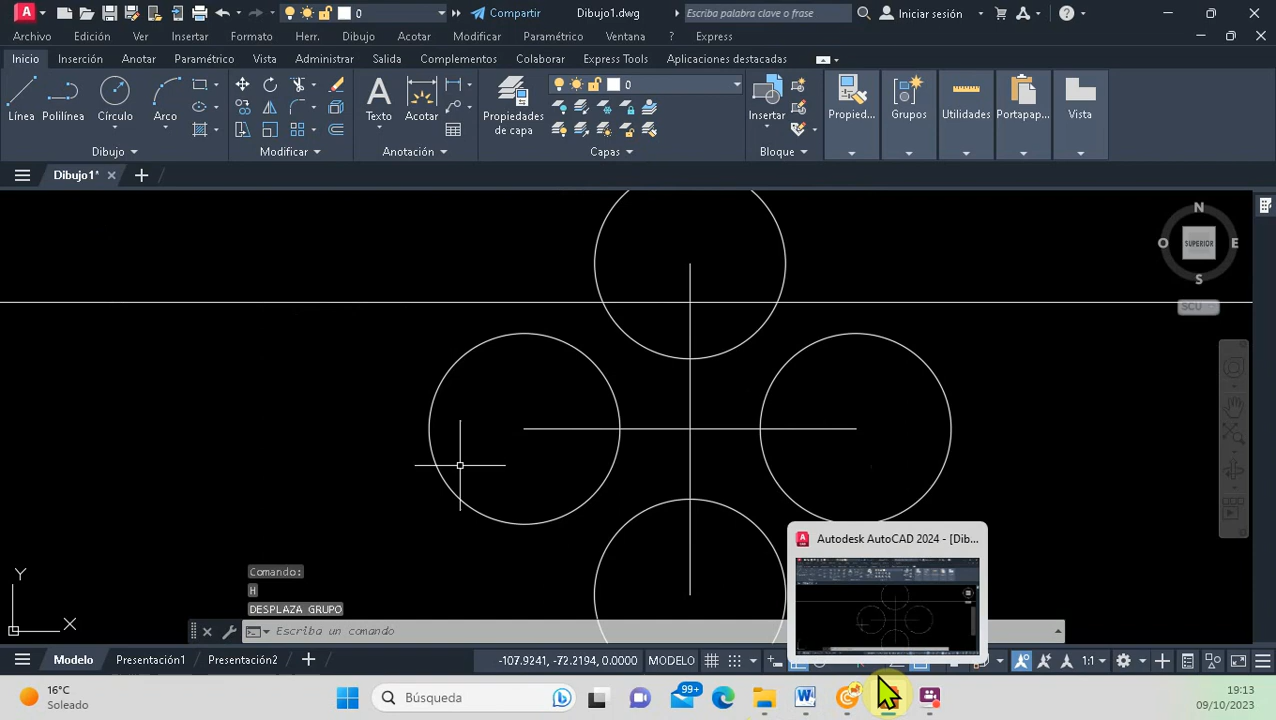 0
Compartir
Dibujo1.dwg
Escriba palabra clave o frase
Iniciar sesión
?
Archivo Edición Ver Insertar Formato Herr. Dibujo Acotar Modificar Paramétrico Ventana ? Express
Inicio Inserción Anotar Paramétrico Vista Administrar Salida Complementos Colaborar Express Tools Aplicaciones destacadas
0
Línea Polilínea Círculo Arco
A
Texto Acotar
Propiedades
de capa
Insertar
Propied... Grupos Utilidades Portapap... Vista
Dibujo Modificar Anotación Capas Bloque
Dibujo1*
N
O SUPERIOR E
S
SCU
Autodesk AutoCAD 2024 - [Dib...
Comando:
H
DESPLAZA GRUPO
Y
X
Escriba un comando
Modelo Presentación1 Presentación2
-107.9291, 72.2194, 0.0000 MODELO
1:1
16°C
Soleado
Búsqueda
99+
19:13
09/10/2023